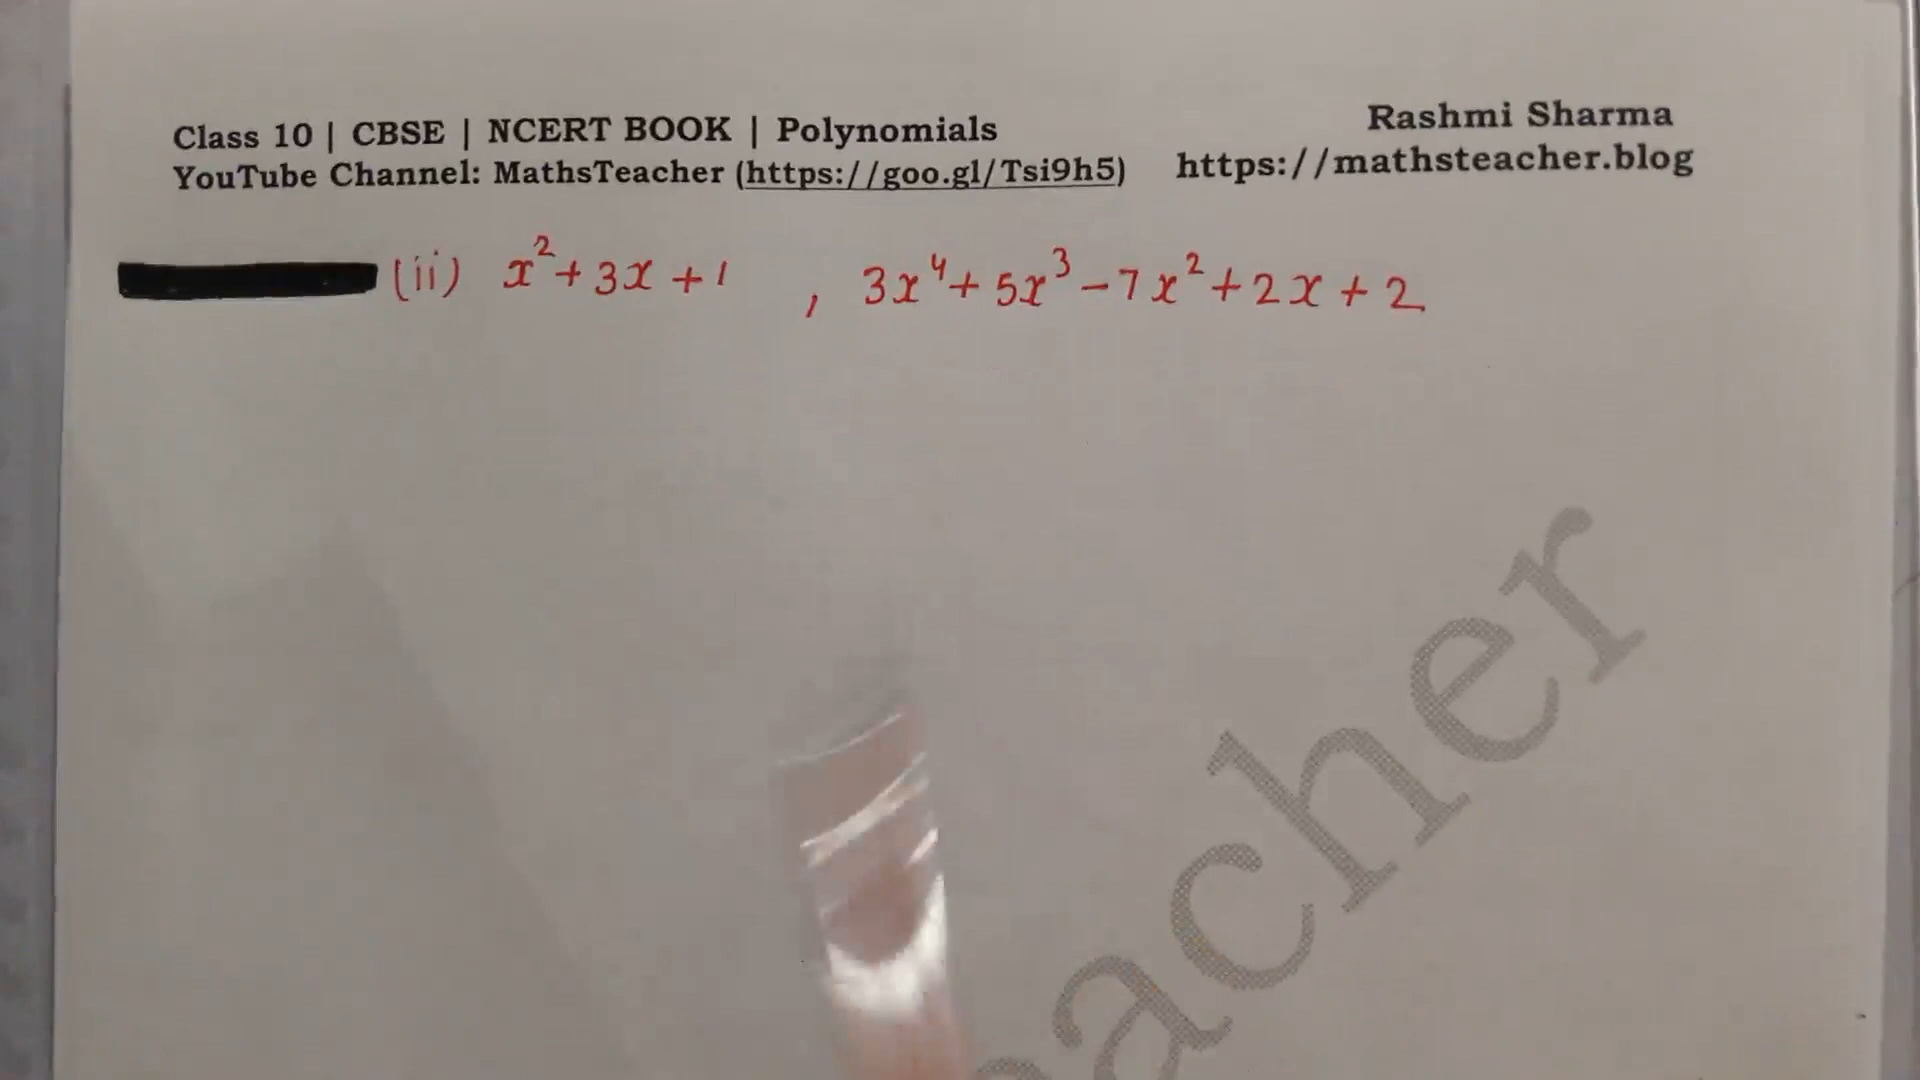 Class 10 | CBSE | NCERT BOOK | Polynomials
Rashmi Sharma
YouTube Channel: MathsTeacher (https://goo.gl/Tsi9h5)
https://mathsteacher.blog
(ii) x²+3x+1 , 3x⁴+5x³-7x²+2x+2
eacher